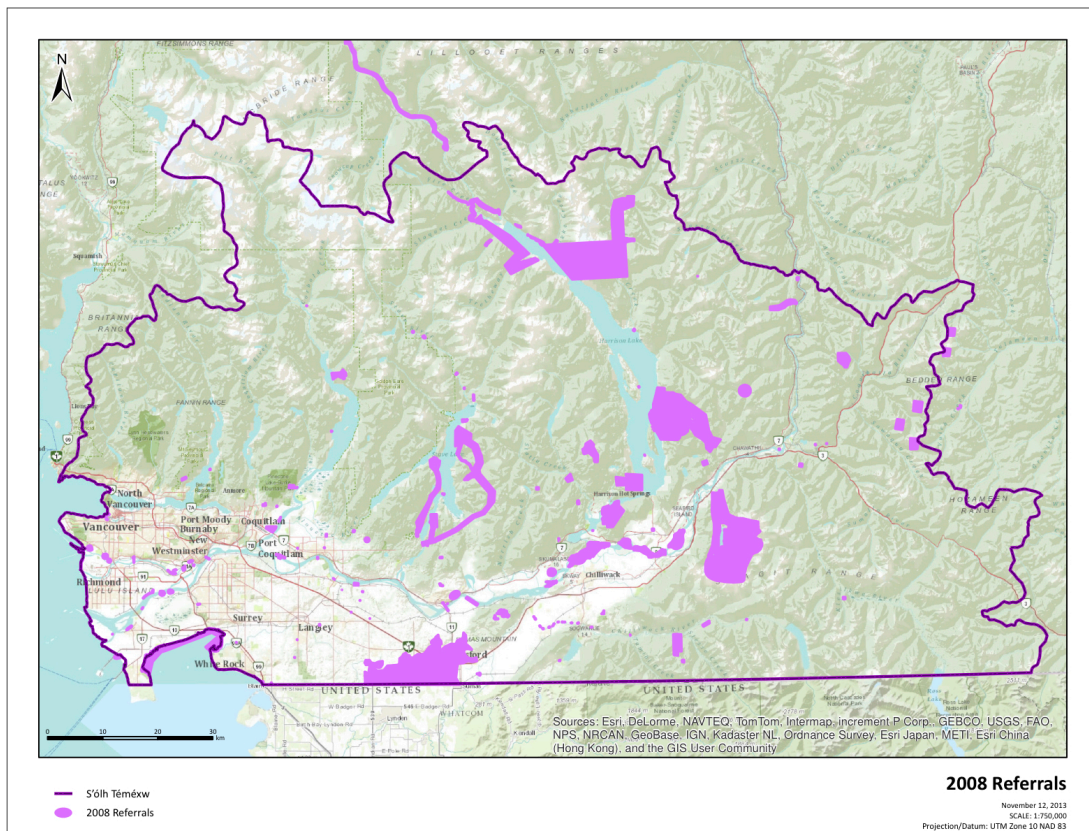 FITZSIMMONS RANGE
LILLOOET RANGES
N
Squamish
BRITANNIA
RANGE
FANNIN RANGE
Harrison Lake
BEDDED RANGE
HOZAMEEN
RANGE
North
Vancouver
Vancouver
Port Moody
Burnaby
New
Westminster
Coquitlam
Port
Coquitlam
Anmore
Richmond
LULU ISLAND
Surrey
Langley
White Rock
Harrison Hot Springs
Chilliwack
UNITED STATES
UNITED STATES
WHATCOM
Lynden
Kendall
Sources: Esri, DeLorme, NAVTEQ, TomTom, Intermap, increment P Corp., GEBCO, USGS, FAO,
NPS, NRCAN, GeoBase, IGN, Kadaster NL, Ordnance Survey, Esri Japan, METI, Esri China
(Hong Kong), and the GIS User Community
0 5 10 20 30
km
S'ólh Téméxw
2008 Referrals
2008 Referrals
November 12, 2013
SCALE: 1:750,000
Projection/Datum: UTM Zone 10 NAD 83